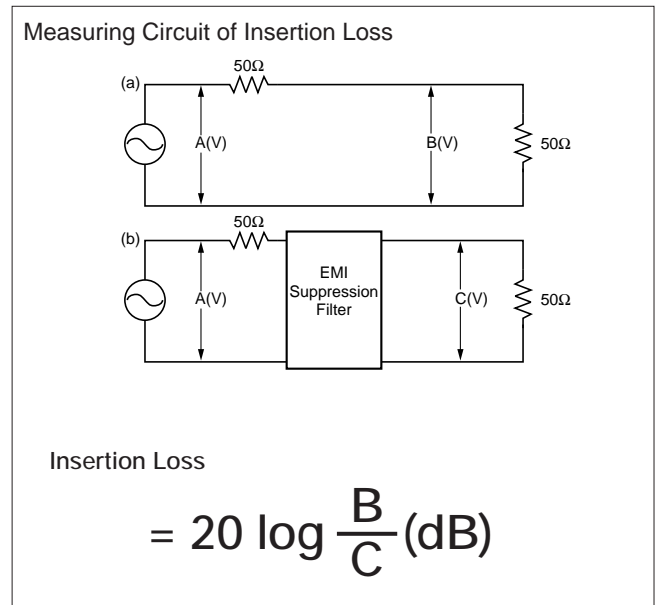 Measuring Circuit of Insertion Loss
50Ω
(a)
A(V)
B(V)
50Ω
50Ω
(b)
A(V)
EMI
Suppression
Filter
C(V)
50Ω
Insertion Loss
= 20 log B/C (dB)